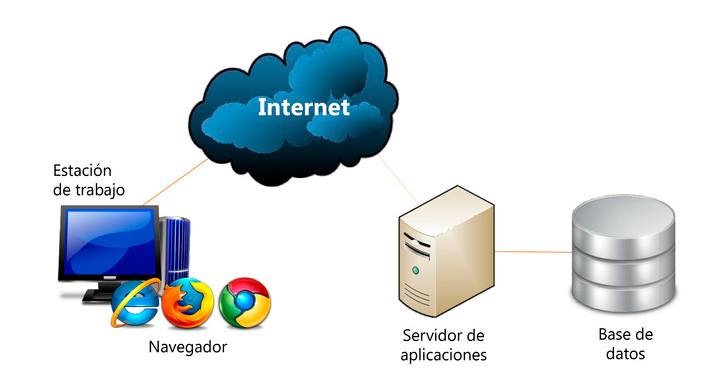 Internet
Estación
de trabajo
Navegador
Servidor de
aplicaciones
Base de
datos